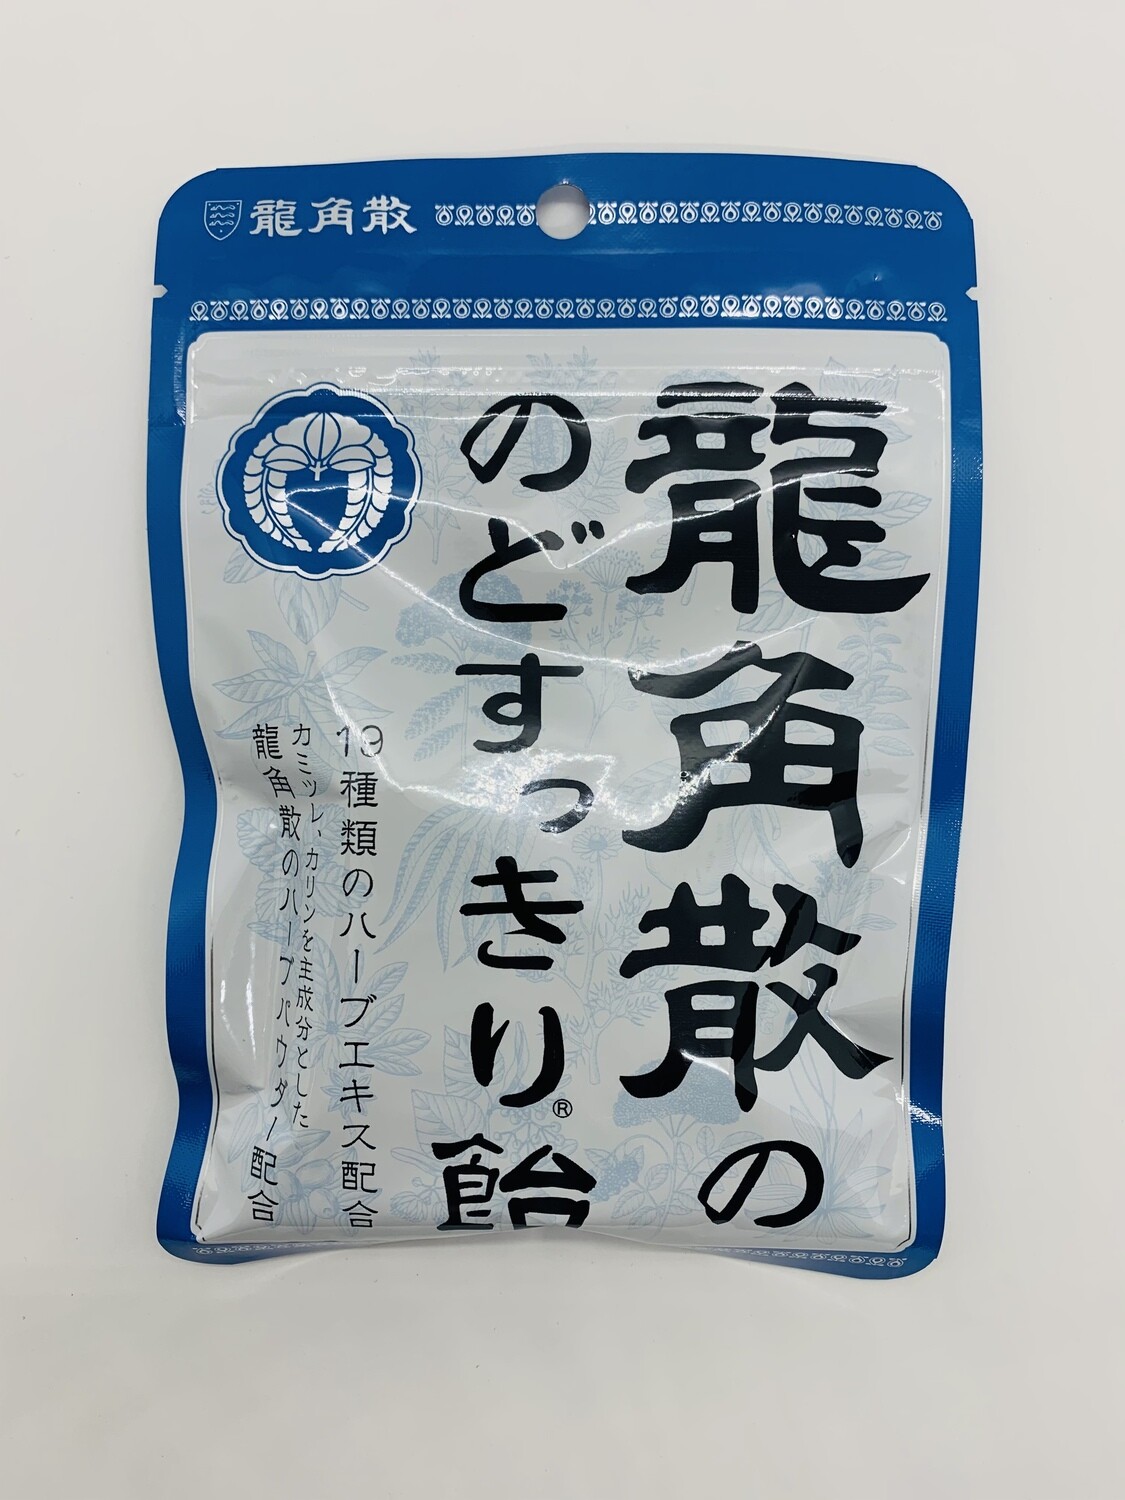 龍角散
龍角散の
のどすっきり®飴
19種類のハーブエキス配合
カミツレ、カリンを主成分とした
龍角散のハーブパウダー配合